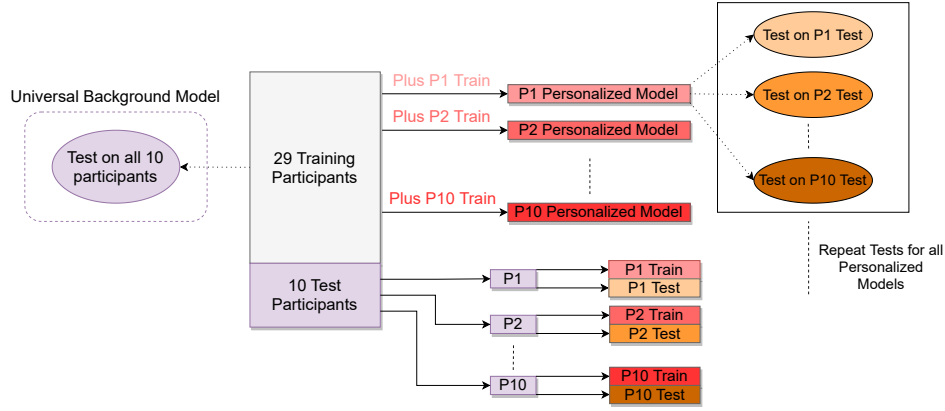 Universal Background Model
Test on all 10
participants
29 Training
Participants
10 Test
Participants
Plus P1 Train
Plus P2 Train
Plus P10 Train
P1 Personalized Model
P2 Personalized Model
P10 Personalized Model
Test on P1 Test
Test on P2 Test
Test on P10 Test
Repeat Tests for all
Personalized
Models
P1
P1 Train
P1 Test
P2
P2 Train
P2 Test
P10
P10 Train
P10 Test